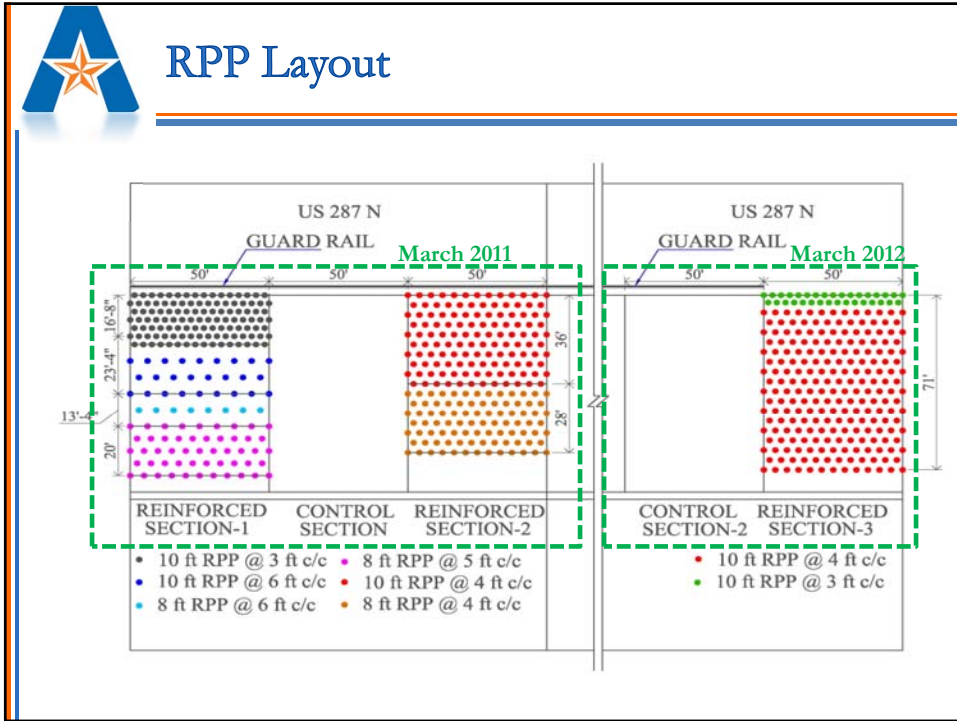 RPP Layout
US 287 N
US 287 N
GUARD RAIL
GUARD RAIL
March 2011
March 2012
50'
50'
50'
50'
50'
16'-8"
23'-4"
13'-4"
20'
36'
28'
71'
REINFORCED SECTION-1
CONTROL SECTION
REINFORCED SECTION-2
CONTROL SECTION-2
REINFORCED SECTION-3
10 ft RPP @ 3 ft c/c
10 ft RPP @ 6 ft c/c
8 ft RPP @ 6 ft c/c
8 ft RPP @ 5 ft c/c
10 ft RPP @ 4 ft c/c
8 ft RPP @ 4 ft c/c
10 ft RPP @ 4 ft c/c
10 ft RPP @ 3 ft c/c